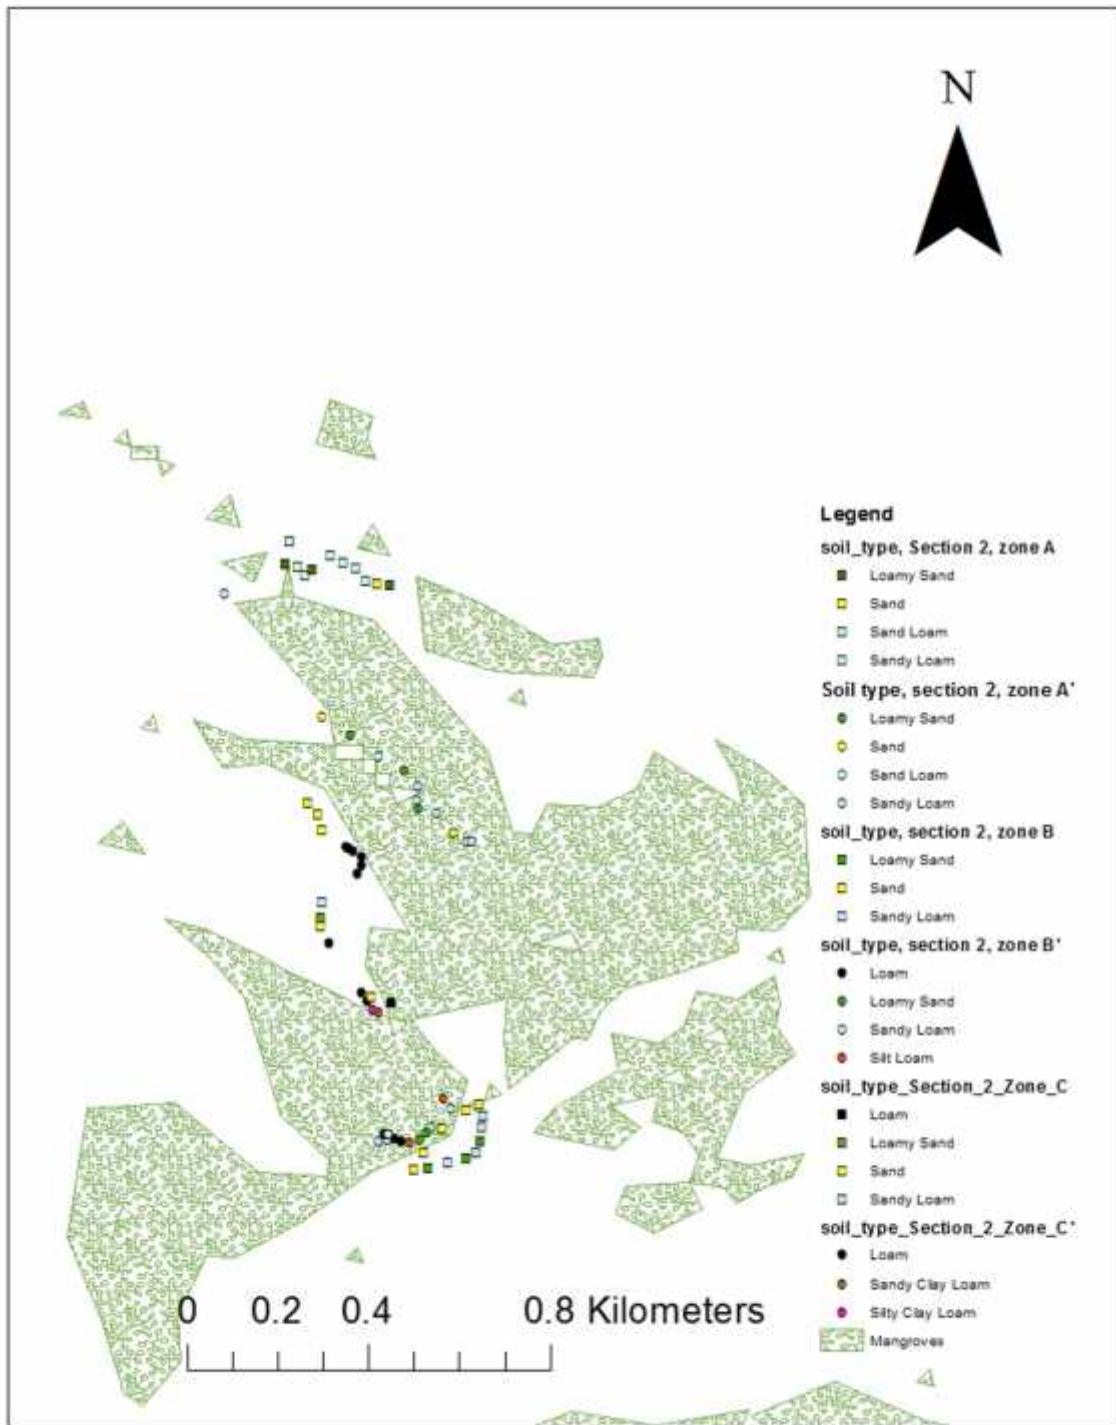 N
Legend
soil_type, Section 2, zone A
Loamy Sand
Sand
Sand Loam
Sandy Loam
Soil type, section 2, zone A'
Loamy Sand
Sand
Sand Loam
Sandy Loam
soil_type, section 2, zone B
Loamy Sand
Sand
Sandy Loam
soil_type, section 2, zone B'
Loam
Loamy Sand
Sandy Loam
Silt Loam
soil_type_Section_2_Zone_C
Loam
Loamy Sand
Sand
Sandy Loam
soil_type_Section_2_Zone_C'
Loam
Sandy Clay Loam
Silty Clay Loam
Mangroves
0 0.2 0.4 0.8 Kilometers